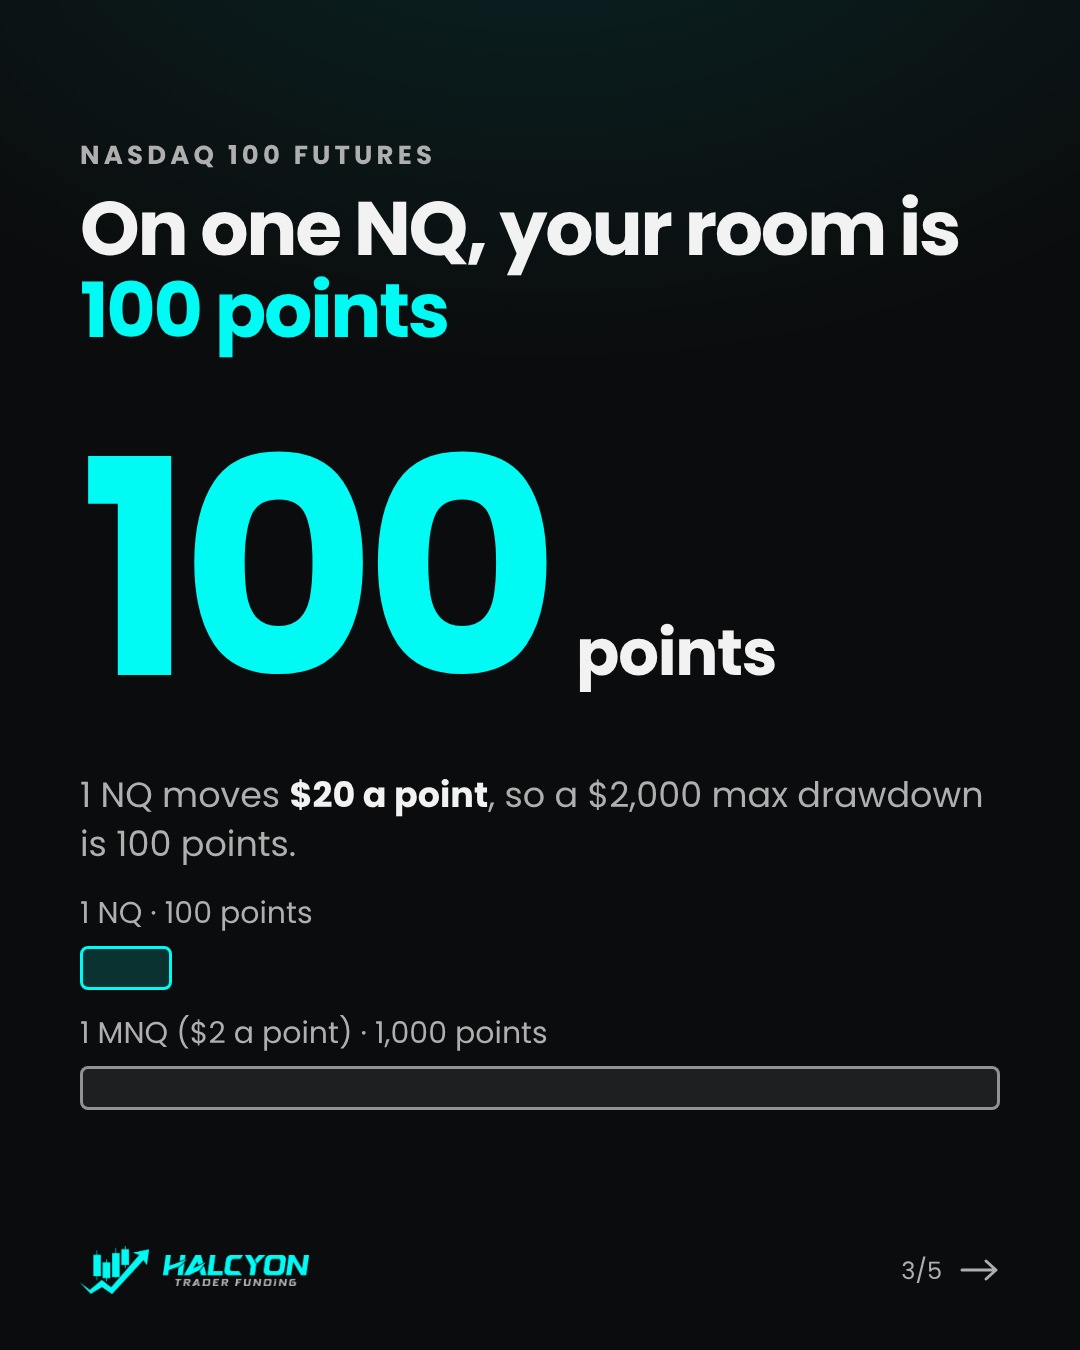 NASDAQ 100 FUTURES
On one NQ, your room is
100 points
100 points
1 NQ moves $20 a point, so a $2,000 max drawdown
is 100 points.
1 NQ · 100 points
1 MNQ ($2 a point) · 1,000 points
HALCYON
TRADER FUNDING
3/5